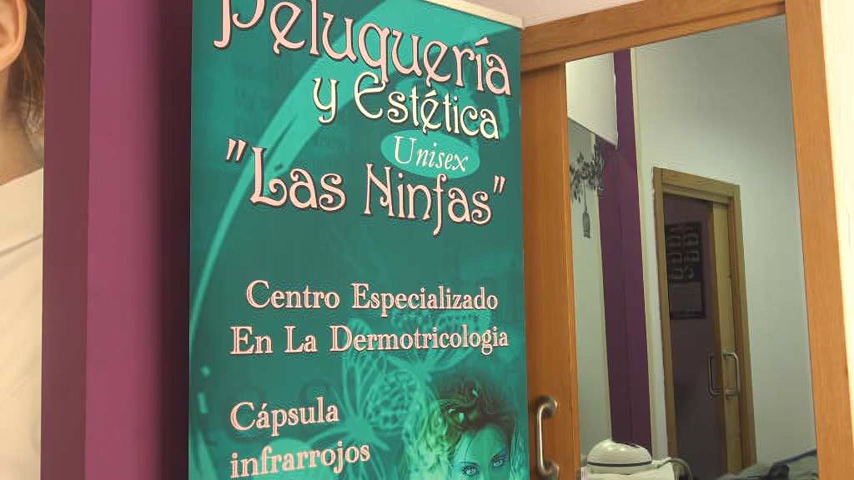 Peluquería
y Estética
Unisex
"Las Ninfas"
Centro Especializado
En La Dermotricologia
Cápsula
infrarrojos